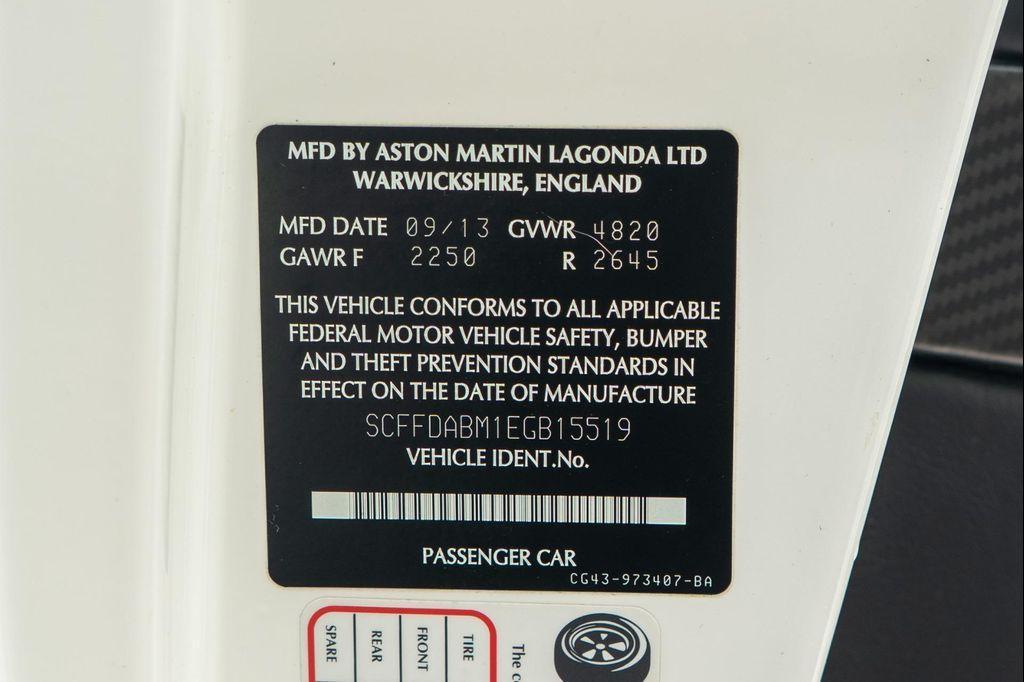 MFD BY ASTON MARTIN LAGONDA LTD
WARWICKSHIRE, ENGLAND
MFD DATE 09/13 GVWR 4820
GAWR F 2250 R 2645
THIS VEHICLE CONFORMS TO ALL APPLICABLE
FEDERAL MOTOR VEHICLE SAFETY, BUMPER
AND THEFT PREVENTION STANDARDS IN
EFFECT ON THE DATE OF MANUFACTURE
SCFFDABM1EGB15519
VEHICLE IDENT.No.
PASSENGER CAR
CG43-973407-BA
TIRE
FRONT
REAR
SPARE
The